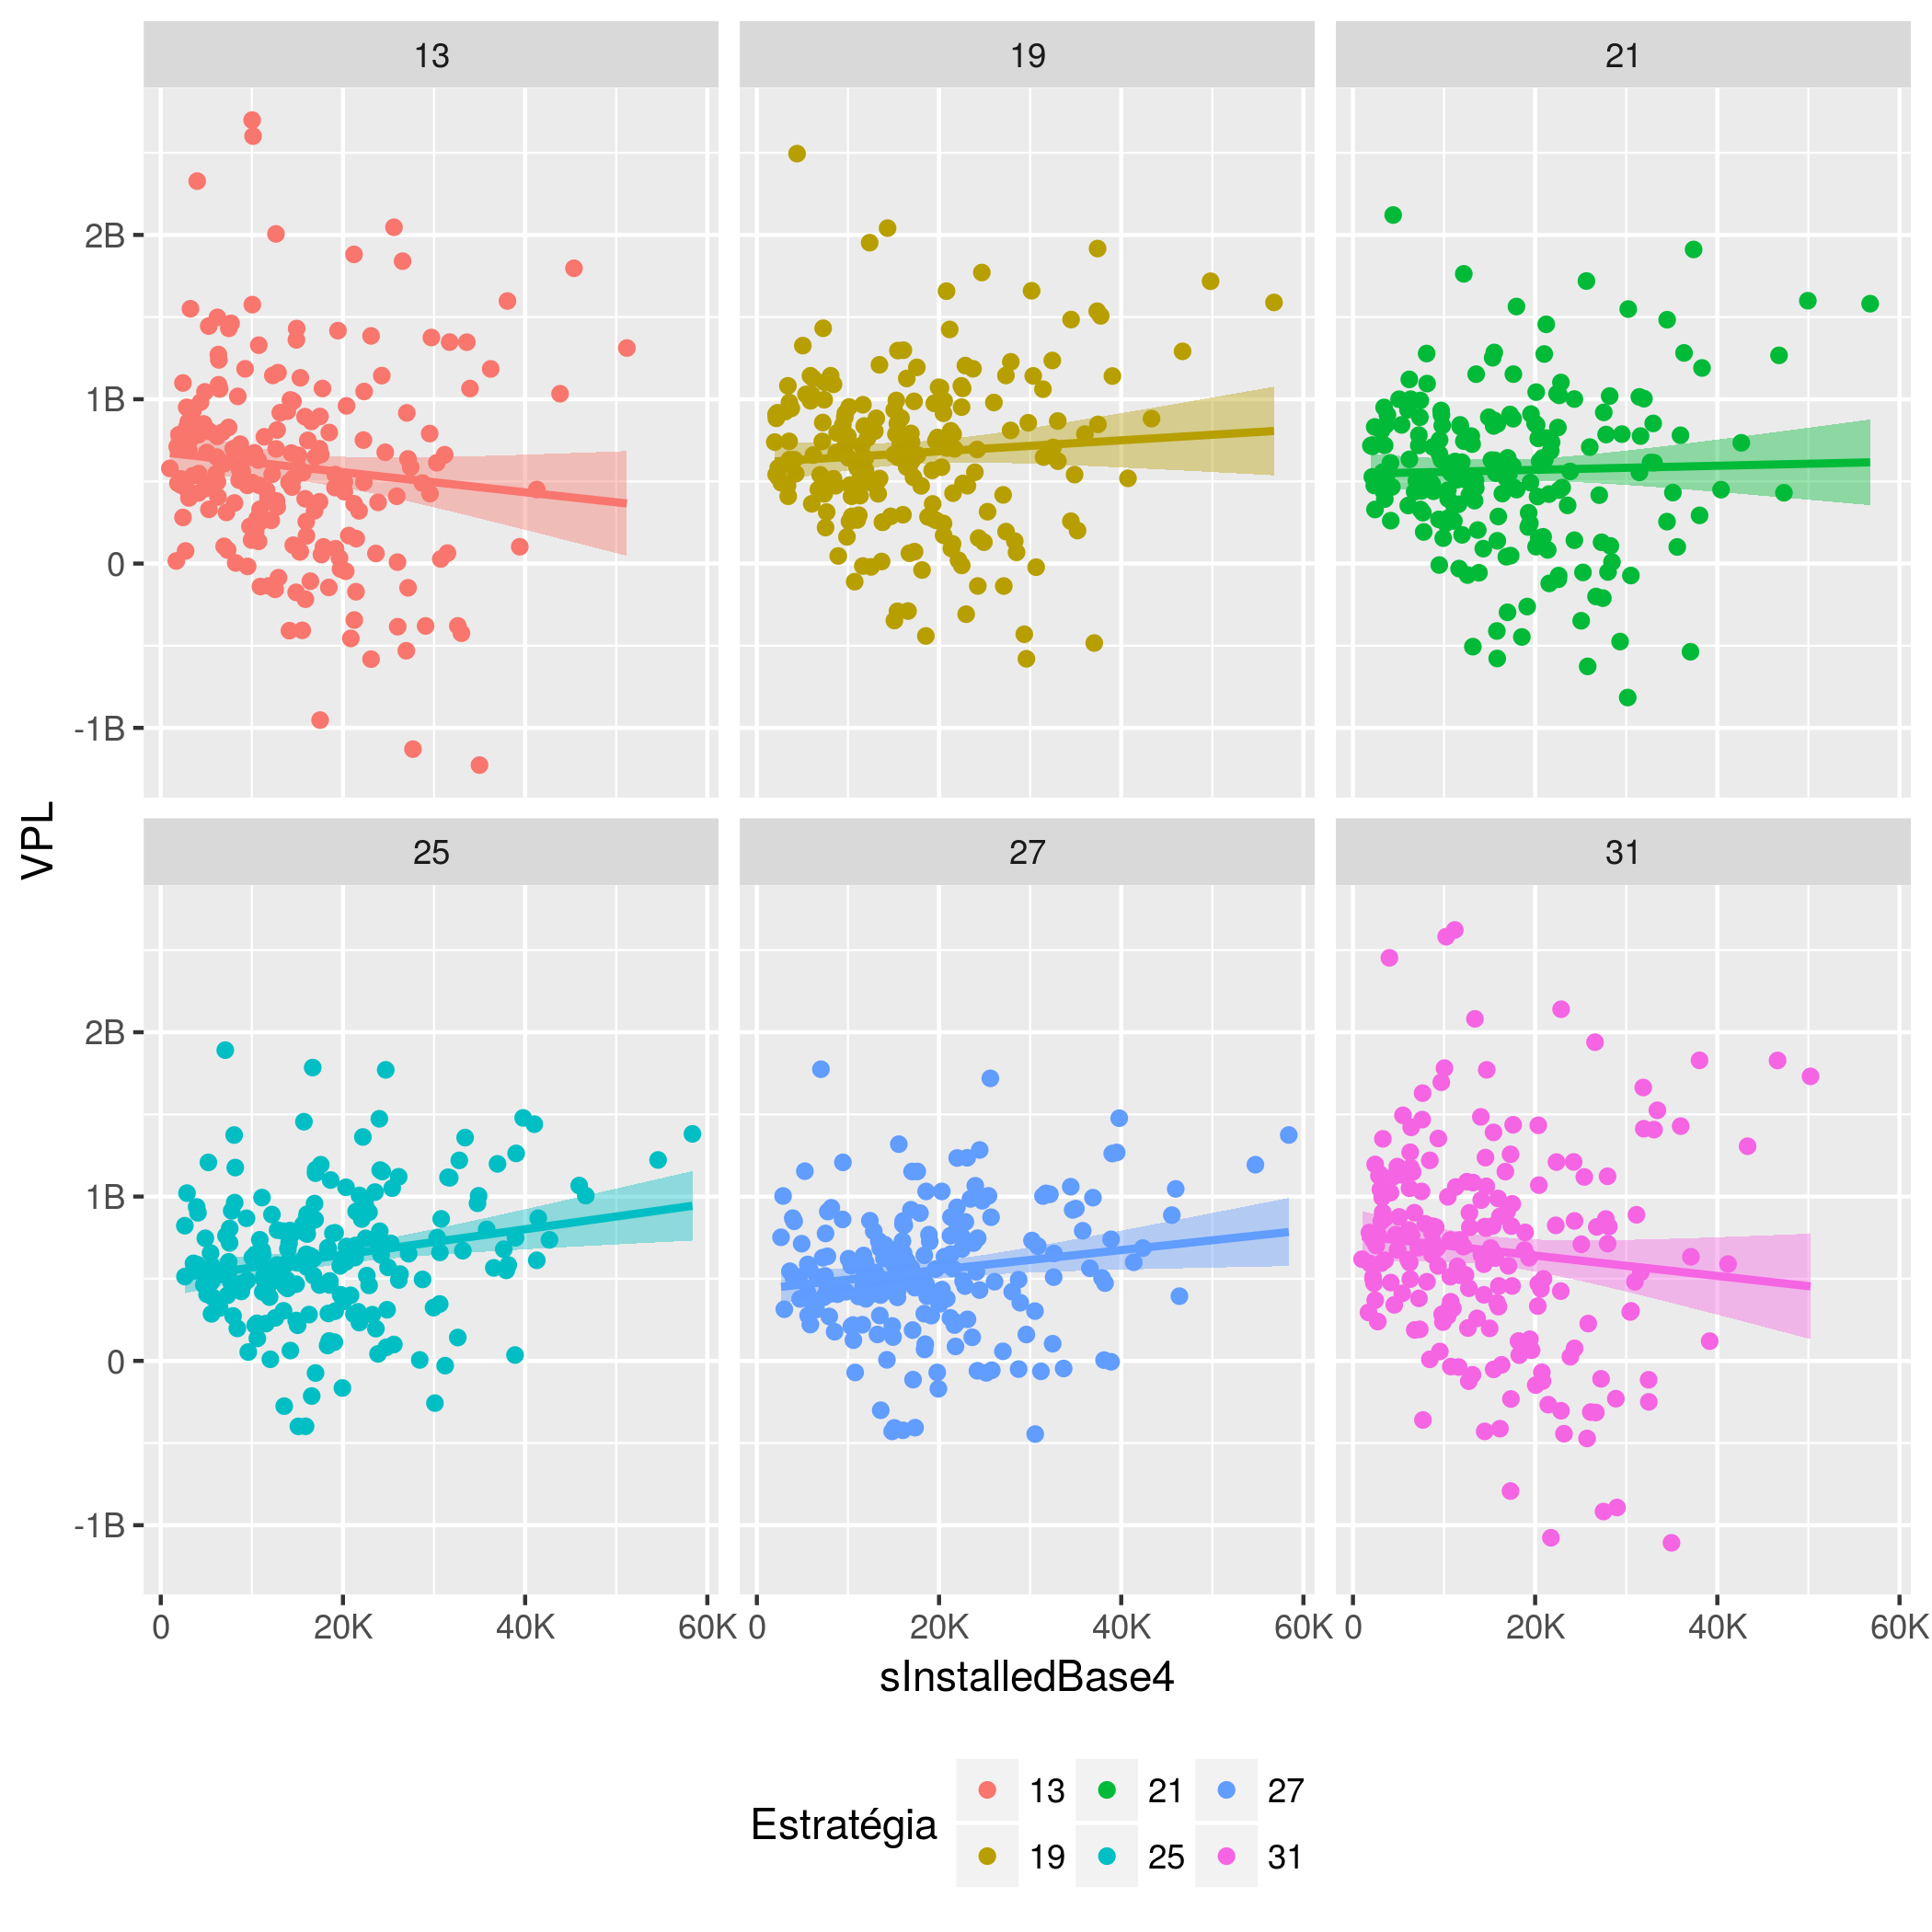 13 19 21
2B
1B
0
-1B
VPL
25 27 31
2B
1B
0
-1B
0 20K 40K 60K 0 20K 40K 60K 0 20K 40K 60K
sInstalledBase4
Estratégia
13 21 27
19 25 31